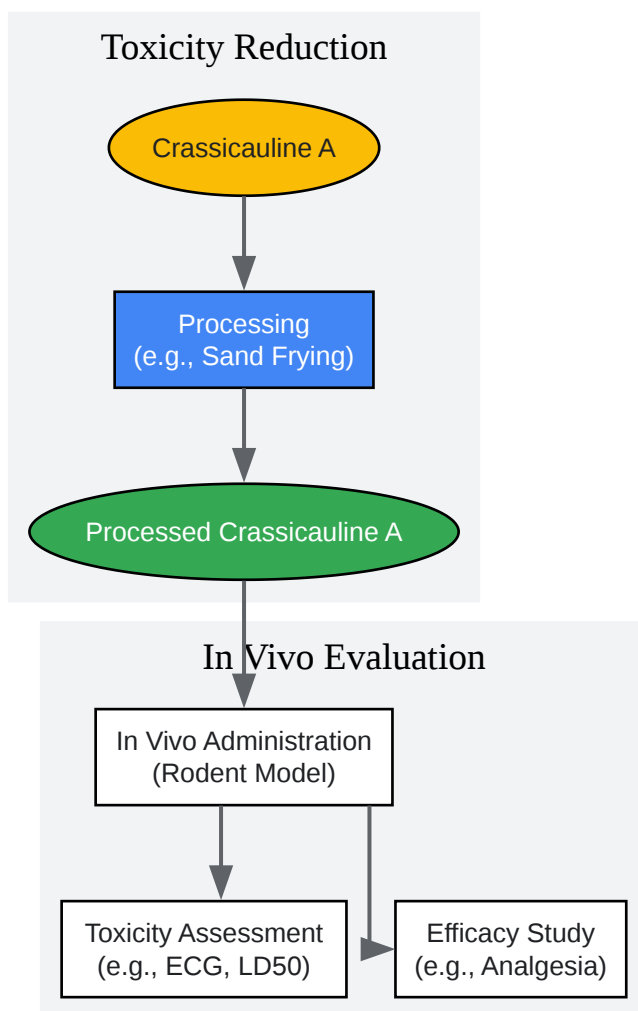 Toxicity Reduction
Crassicauline A
Processing
(e.g., Sand Frying)
Processed Crassicauline A
In Vivo Evaluation
In Vivo Administration
(Rodent Model)
Toxicity Assessment
(e.g., ECG, LD50)
Efficacy Study
(e.g., Analgesia)